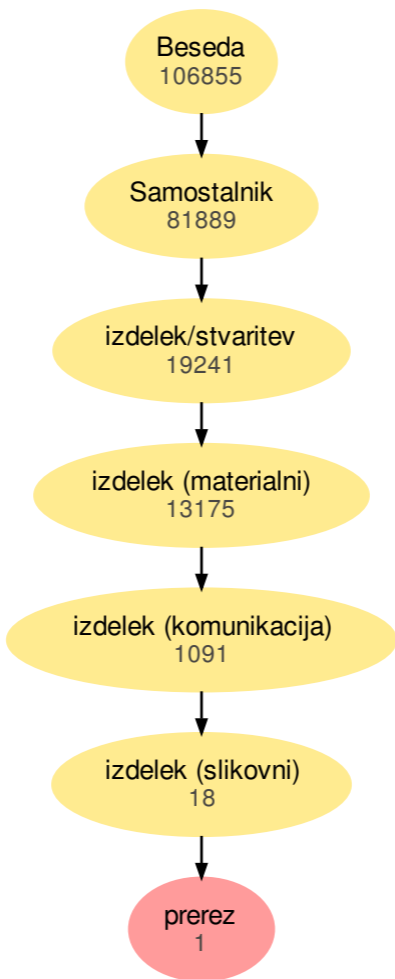 Beseda
106855
Samostalnik
81889
izdelek/stvaritev
19241
izdelek (materialni)
13175
izdelek (komunikacija)
1091
izdelek (slikovni)
18
prerez
1